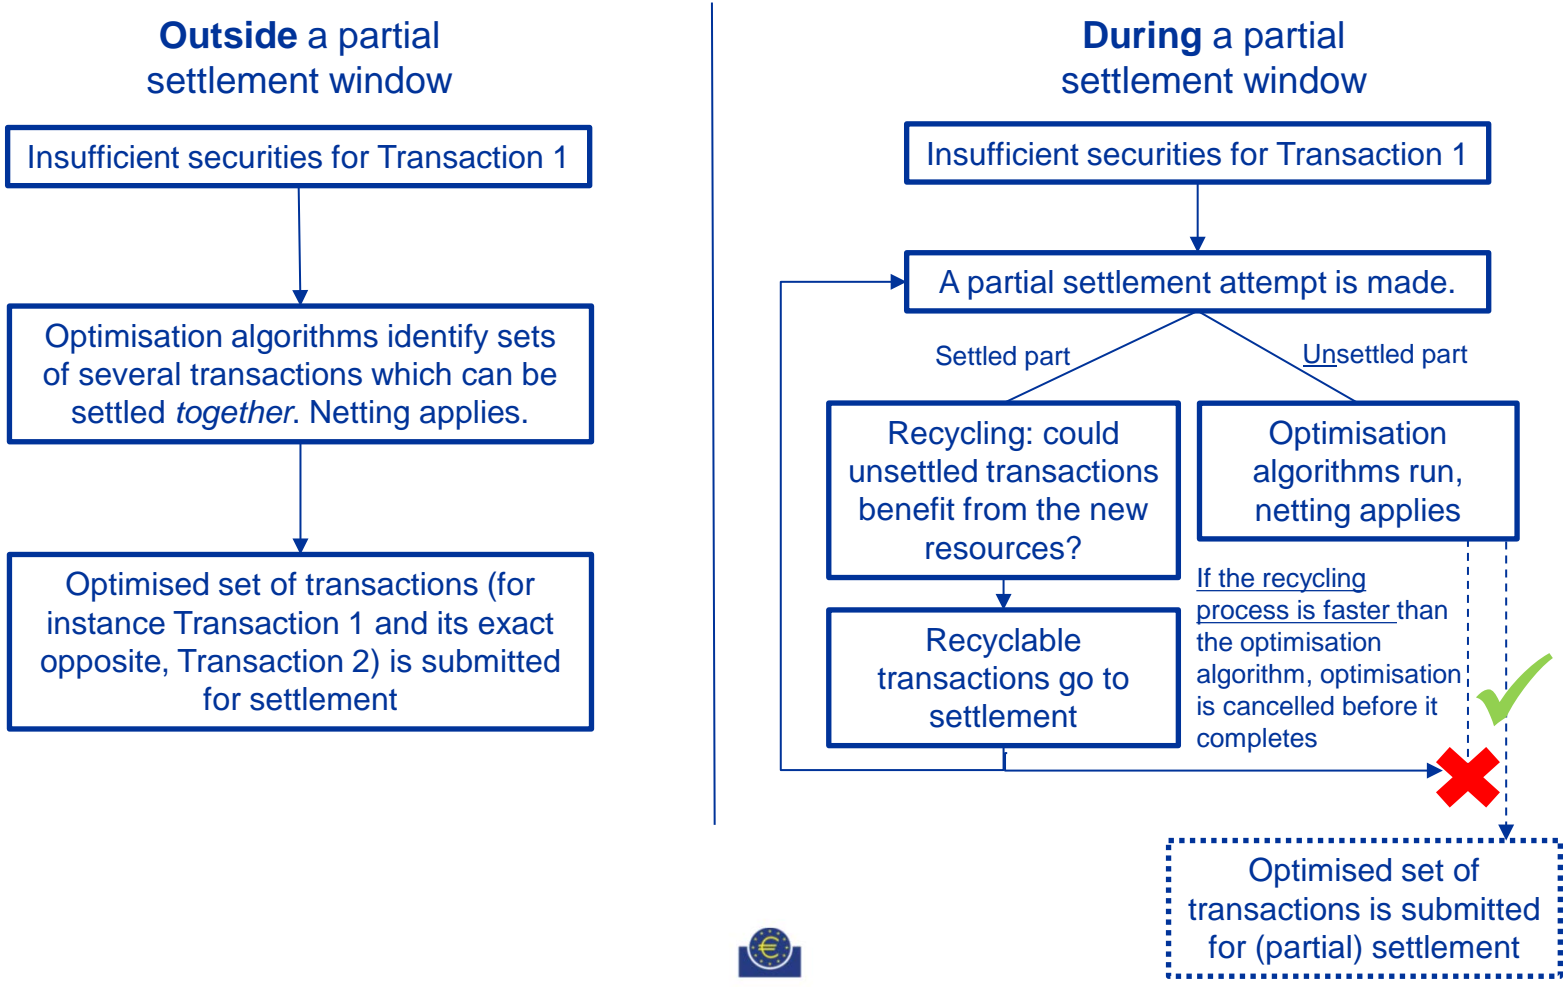 Outside a partial
settlement window
Insufficient securities for Transaction 1
Optimisation algorithms identify sets
of several transactions which can be
settled together. Netting applies.
Optimised set of transactions (for
instance Transaction 1 and its exact
opposite, Transaction 2) is submitted
for settlement
During a partial
settlement window
Insufficient securities for Transaction 1
A partial settlement attempt is made.
Settled part
Unsettled part
Recycling: could
unsettled transactions
benefit from the new
resources?
Optimisation
algorithms run,
netting applies
Recyclable
transactions go to
settlement
If the recycling
process is faster than
the optimisation
algorithm, optimisation
is cancelled before it
completes
Optimised set of
transactions is submitted
for (partial) settlement